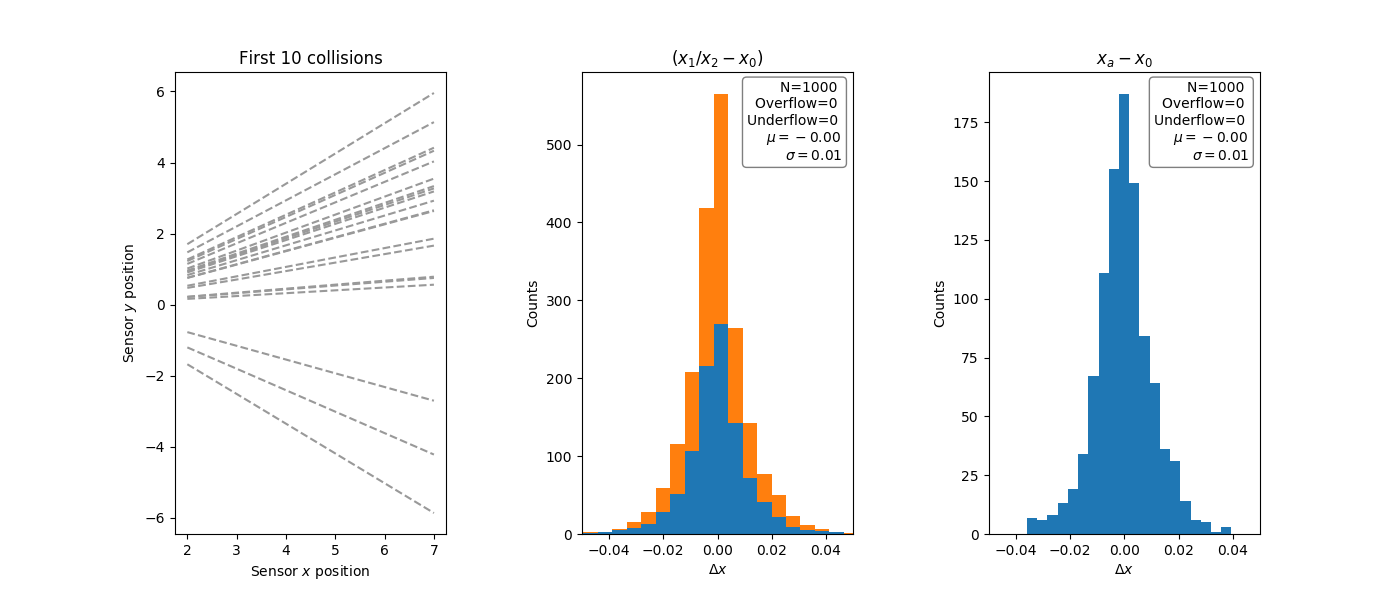 First 10 collisions
Sensor y position
6
4
2
0
−2
−4
−6
2 3 4 5 6 7
Sensor x position
(x₁/x₂ − x₀)
N=1000
Overflow=0
Underflow=0
μ = −0.00
σ = 0.01
Counts
500
400
300
200
100
0
−0.04 −0.02 0.00 0.02 0.04
Δx
xₐ − x₀
N=1000
Overflow=0
Underflow=0
μ = −0.00
σ = 0.01
Counts
175
150
125
100
75
50
25
0
−0.04 −0.02 0.00 0.02 0.04
Δx